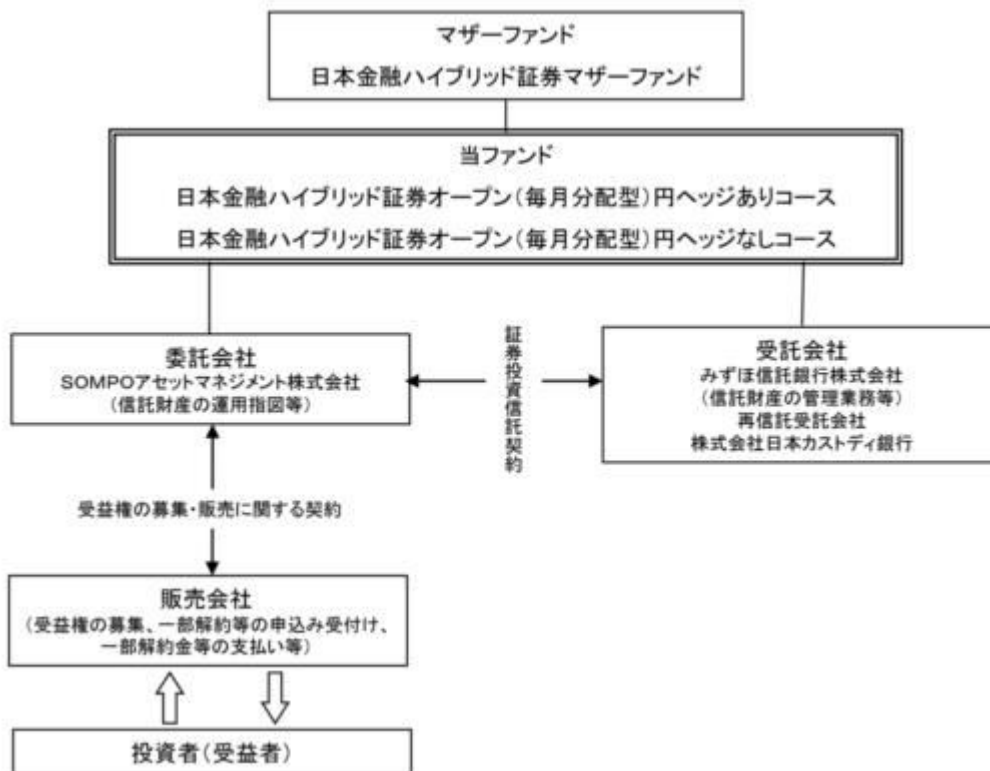 マザーファンド
日本金融ハイブリッド証券マザーファンド
当ファンド
日本金融ハイブリッド証券オープン(毎月分配型)円ヘッジありコース
日本金融ハイブリッド証券オープン(毎月分配型)円ヘッジなしコース
委託会社
SOMPOアセットマネジメント株式会社
(信託財産の運用指図等)
証券投資信託契約
受託会社
みずほ信託銀行株式会社
(信託財産の管理業務等)
再信託受託会社
株式会社日本カストディ銀行
受益権の募集・販売に関する契約
販売会社
(受益権の募集、一部解約等の申込み受付け、
一部解約金等の支払い等)
投資者(受益者)